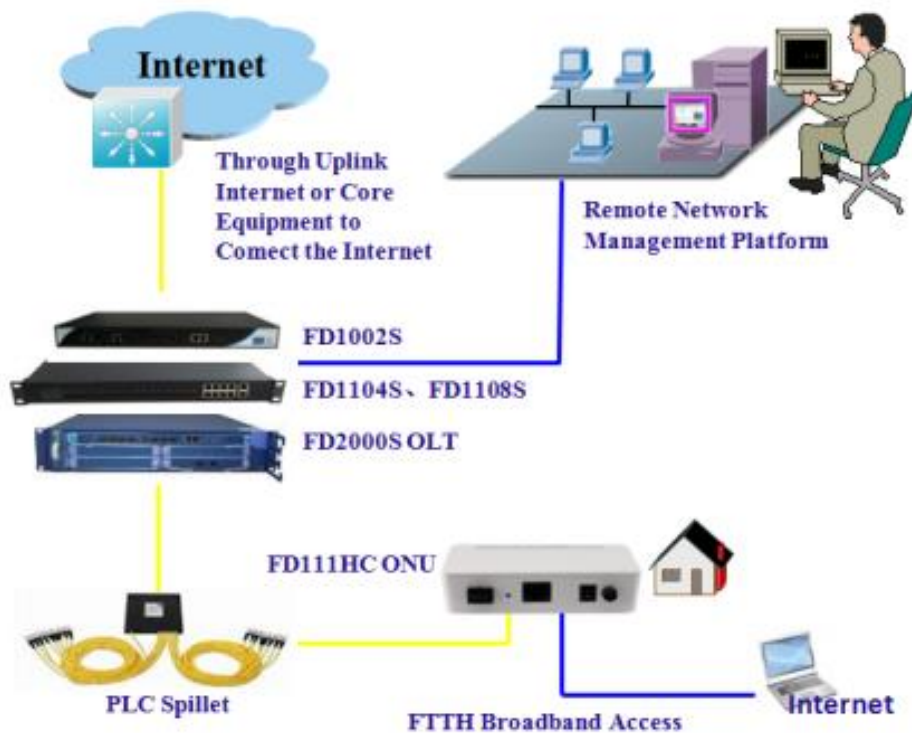 Internet
Through Uplink
Internet or Core
Equipment to
Comect the Internet
Remote Network
Management Platform
FD1002S
FD1104S、FD1108S
FD2000S OLT
FD111HC ONU
PLC Spillet
FTTH Broadband Access
Internet